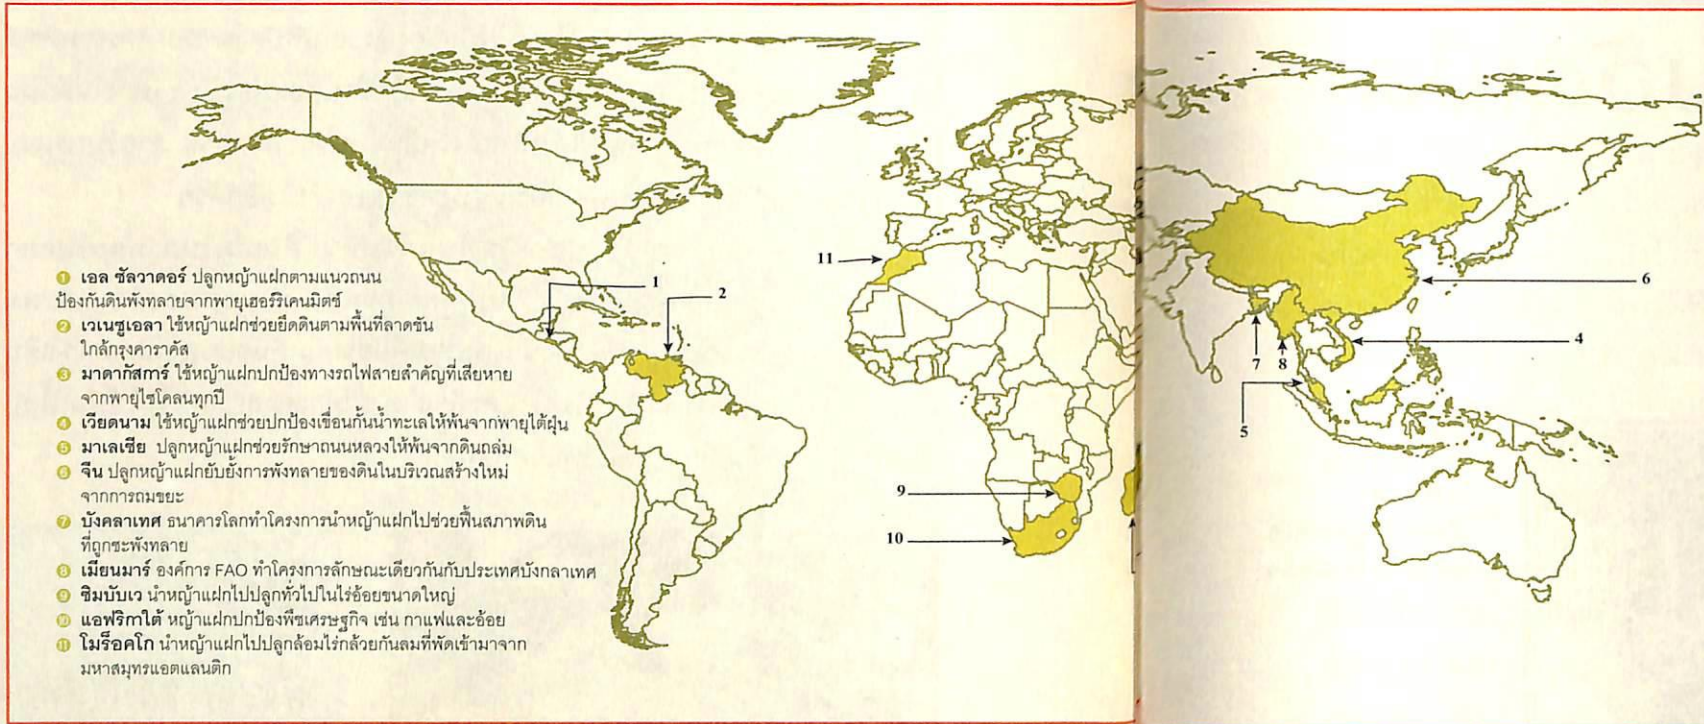 1 เอล ซัลวาดอร์ ปลูกหญ้าแฝกตามแนวถนน
ป้องกันดินพังทลายจากพายุเฮอร์ริเคนมิตช์
2 เวเนซูเอลา ใช้หญ้าแฝกช่วยยึดดินตามพื้นที่ลาดชัน
ใกล้กรุงคาราคัส
3 มาดากัสการ์ ใช้หญ้าแฝกปกป้องทางรถไฟสายสำคัญที่เสียหาย
จากพายุไซโคลนทุกปี
4 เวียดนาม ใช้หญ้าแฝกช่วยปกป้องเขื่อนกั้นน้ำทะเลให้พ้นจากพายุไต้ฝุ่น
5 มาเลเซีย ปลูกหญ้าแฝกช่วยรักษาถนนหลวงให้พ้นจากดินถล่ม
6 จีน ปลูกหญ้าแฝกยับยั้งการพังทลายของดินในบริเวณสร้างใหม่
จากการถมขยะ
7 บังคลาเทศ ธนาคารโลกทำโครงการนำหญ้าแฝกไปช่วยฟื้นสภาพดิน
ที่ถูกชะพังทลาย
8 เมียนมาร์ องค์การ FAO ทำโครงการลักษณะเดียวกันกับประเทศบังกลาเทศ
9 ซิมบับเว นำหญ้าแฝกไปปลูกทั่วไปในไร่อ้อยขนาดใหญ่
10 แอฟริกาใต้ หญ้าแฝกปกป้องพืชเศรษฐกิจ เช่น กาแฟและอ้อย
11 โมร็อคโก นำหญ้าแฝกไปปลูกล้อมไร่กล้วยกันลมที่พัดเข้ามาจาก
มหาสมุทรแอตแลนติก
1
2
11
9
10
6
7
8
4
5